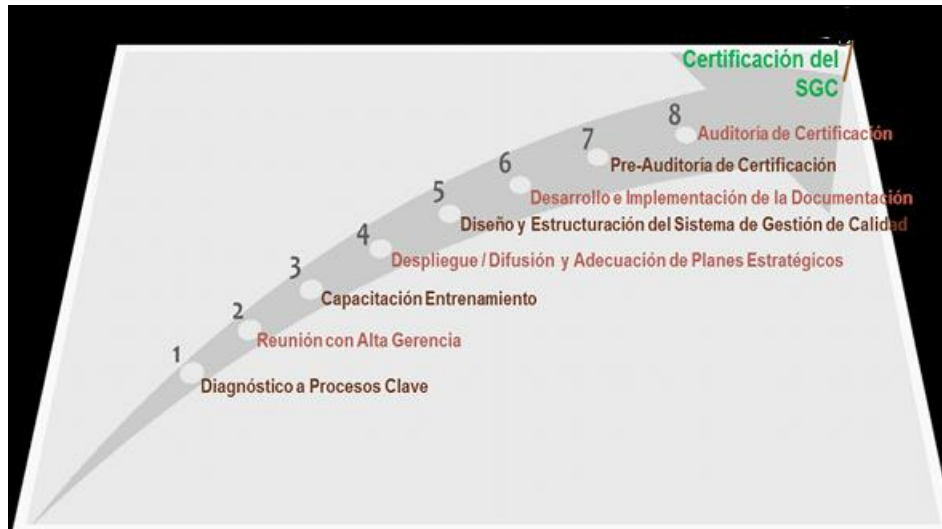 Certificación del
SGC
8
Auditoría de Certificación
7
Pre-Auditoría de Certificación
6
Desarrollo e Implementación de la Documentación
5
Diseño y Estructuración del Sistema de Gestión de Calidad
4
Despliegue / Difusión y Adecuación de Planes Estratégicos
3
Capacitación Entrenamiento
2
Reunión con Alta Gerencia
1
Diagnóstico a Procesos Clave